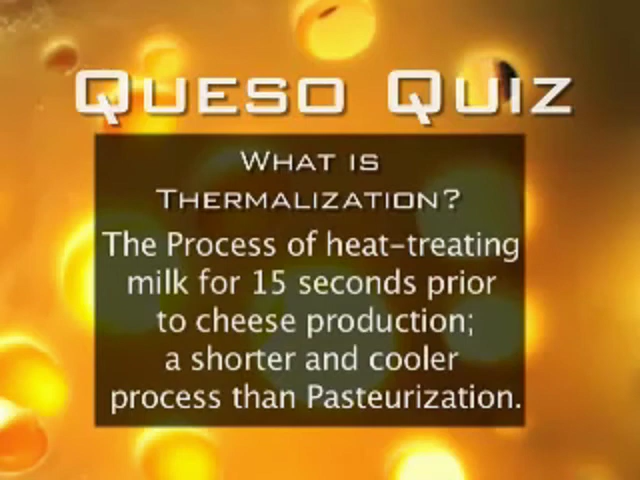 Queso Quiz
What is
Thermalization?
The Process of heat-treating
milk for 15 seconds prior
to cheese production;
a shorter and cooler
process than Pasteurization.